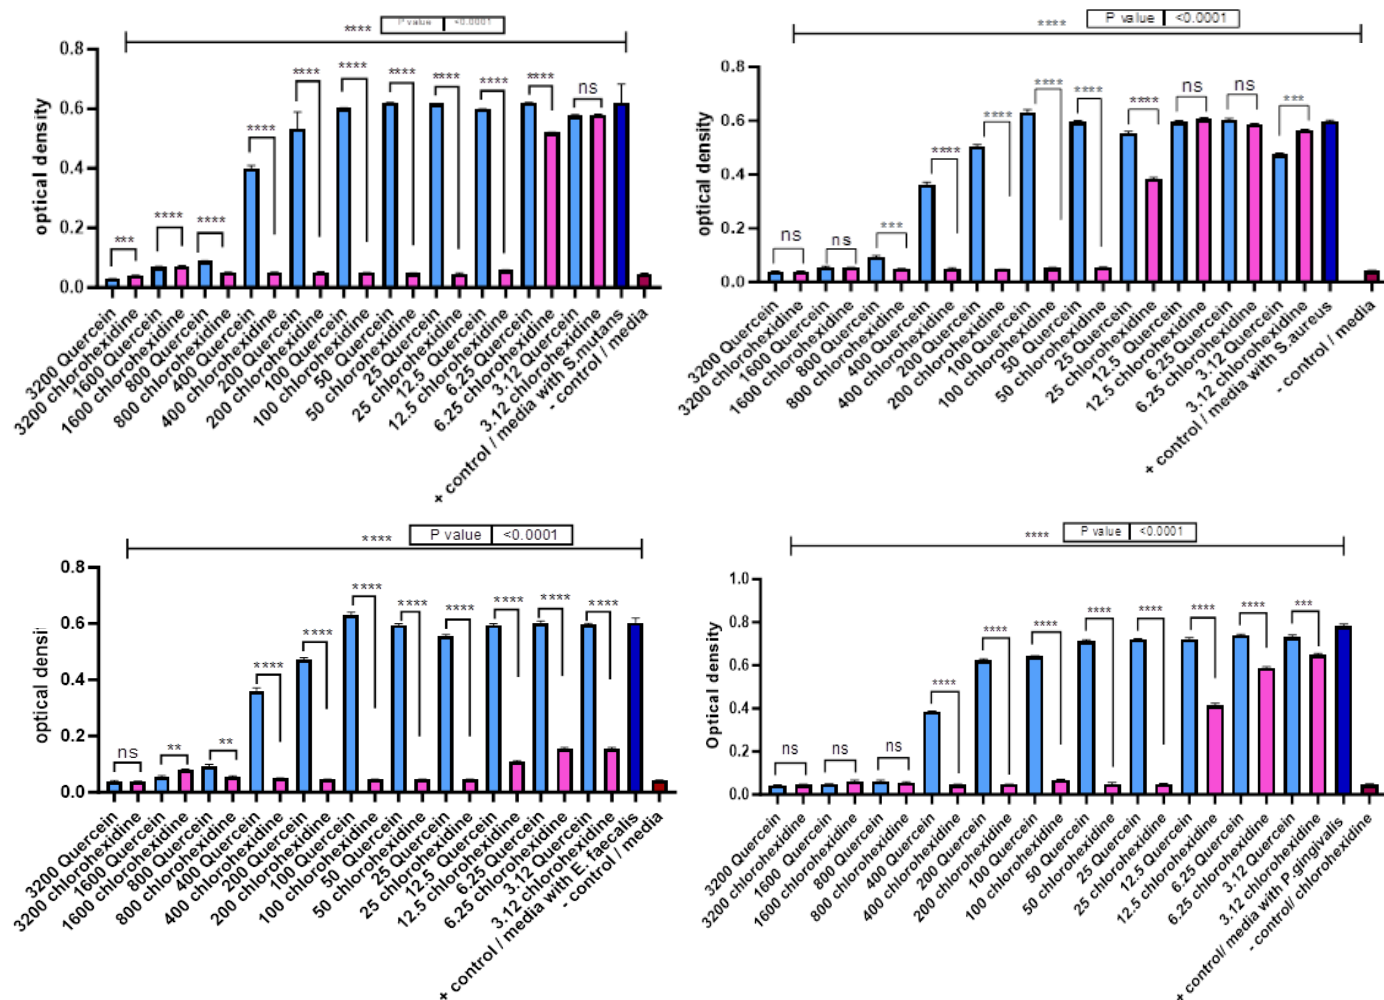 **** P value <0.0001
0.8
0.6
0.4
0.2
0.0
optical density
*** **** **** **** **** **** **** **** **** **** ns
3200 Quercein
3200 chlorohexidine
1600 Quercein
1600 chlorohexidine
800 Quercein
800 chlorohexidine
400 Quercein
400 chlorohexidine
200 Quercein
200 chlorohexidine
100 Quercein
100 chlorohexidine
50 Quercein
50 chlorohexidine
25 Quercein
25 chlorohexidine
12.5 Quercein
12.5 chlorohexidine
6.25 Quercein
6.25 chlorohexidine
3.12 Quercein
3.12 chlorohexidine
+ control / media with S.mutans
- control / media
**** P value <0.0001
0.8
0.6
0.4
0.2
0.0
optical density
ns ns *** **** **** **** **** **** ns ns ***
3200 Quercein
3200 chlorohexidine
1600 Quercein
1600 chlorohexidine
800 Quercein
800 chlorohexidine
400 Quercein
400 chlorohexidine
200 Quercein
200 chlorohexidine
100 Quercein
100 chlorohexidine
50 Quercein
50 chlorohexidine
25 Quercein
25 chlorohexidine
12.5 Quercein
12.5 chlorohexidine
6.25 Quercein
6.25 chlorohexidine
3.12 Quercein
3.12 chlorohexidine
+ control / media with S.aureus
- control / media
**** P value <0.0001
0.8
0.6
0.4
0.2
0.0
optical densi
ns ** ** **** **** **** **** **** **** **** ****
3200 Quercein
3200 chlorohexidine
1600 Quercein
1600 chlorohexidine
800 Quercein
800 chlorohexidine
400 Quercein
400 chlorohexidine
200 Quercein
200 chlorohexidine
100 Quercein
100 chlorohexidine
50 Quercein
50 chlorohexidine
25 Quercein
25 chlorohexidine
12.5 Quercein
12.5 chlorohexidine
6.25 Quercein
6.25 chlorohexidine
3.12 Quercein
3.12 chlorohexidine
+ control / media with E. faecalis
- control / media
**** P value <0.0001
1.0
0.8
0.6
0.4
0.2
0.0
Optical density
ns ns ns **** **** **** **** **** **** **** ***
3200 Quercein
3200 chlorohexidine
1600 Quercein
1600 chlorohexidine
800 Quercein
800 chlorohexidine
400 Quercein
400 chlorohexidine
200 Quercein
200 chlorohexidine
100 Quercein
100 chlorohexidine
50 Quercein
50 chlorohexidine
25 Quercein
25 chlorohexidine
12.5 Quercein
12.5 chlorohexidine
6.25 Quercein
6.25 chlorohexidine
3.12 Quercein
3.12 chlorohexidine
+ control/ media with P.gingivalis
- control/ chlorohexidine